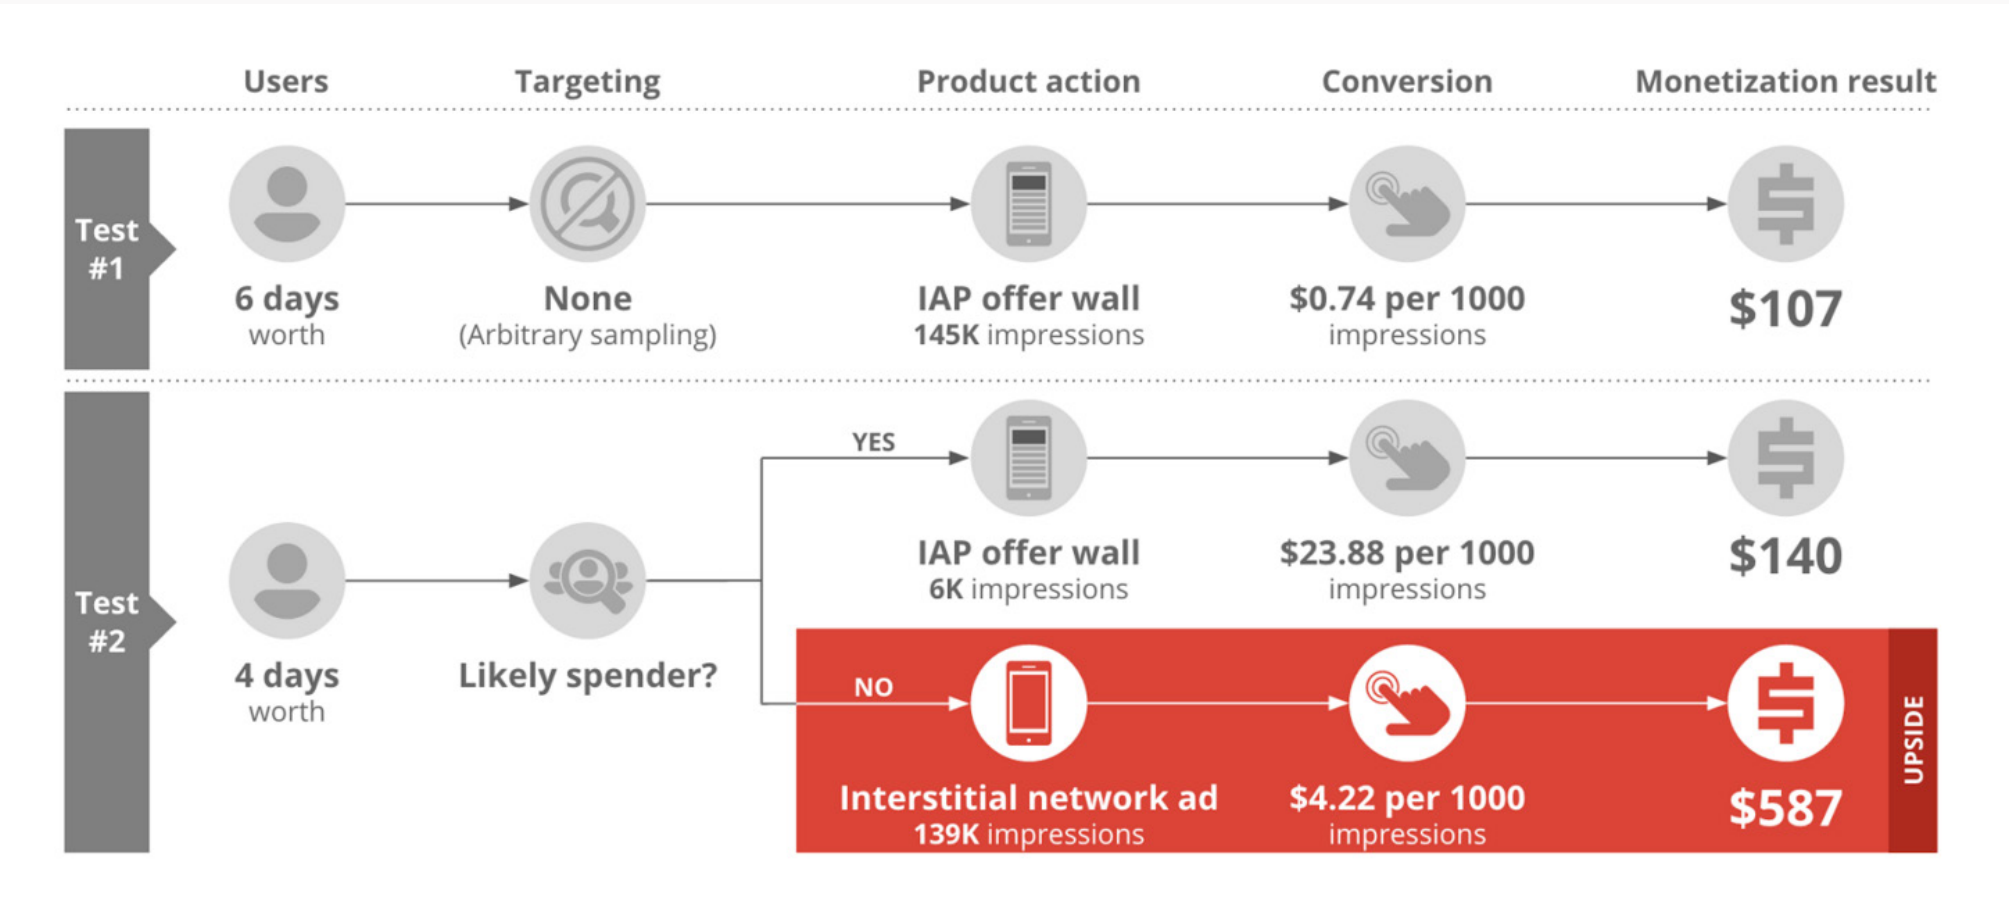 Users Targeting Product action Conversion Monetization result
Test
#1
6 days None IAP offer wall $0.74 per 1000 $107
worth (Arbitrary sampling) 145K impressions impressions
YES
IAP offer wall $23.88 per 1000 $140
6K impressions impressions
Test
#2
4 days Likely spender?
worth
NO
UPSIDE
Interstitial network ad $4.22 per 1000 $587
139K impressions impressions